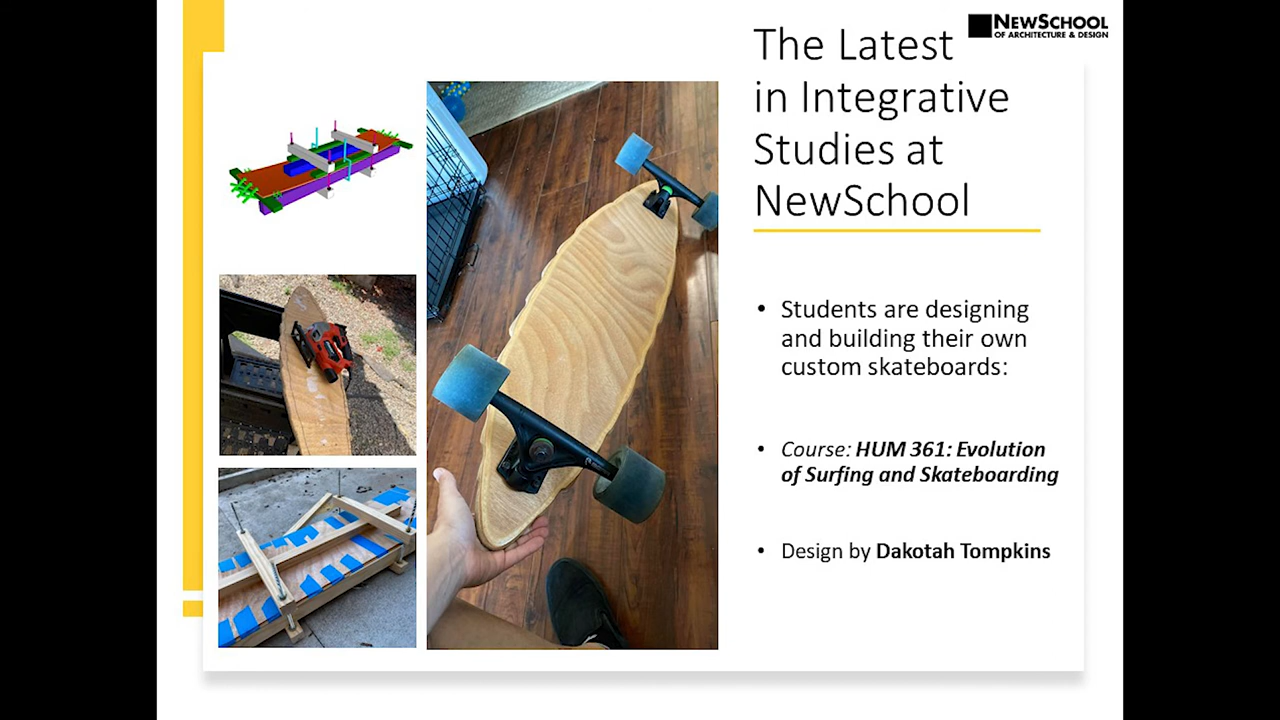 NEWSCHOOL
OF ARCHITECTURE & DESIGN
The Latest
in Integrative
Studies at
NewSchool
• Students are designing
and building their own
custom skateboards:
• Course: HUM 361: Evolution
of Surfing and Skateboarding
• Design by Dakotah Tompkins